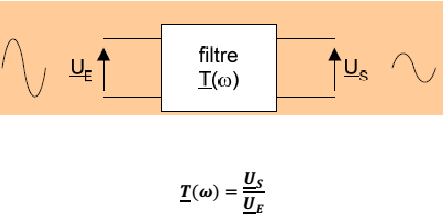 filtre
U_E
T(ω)
U_S
T(ω) = U_S / U_E